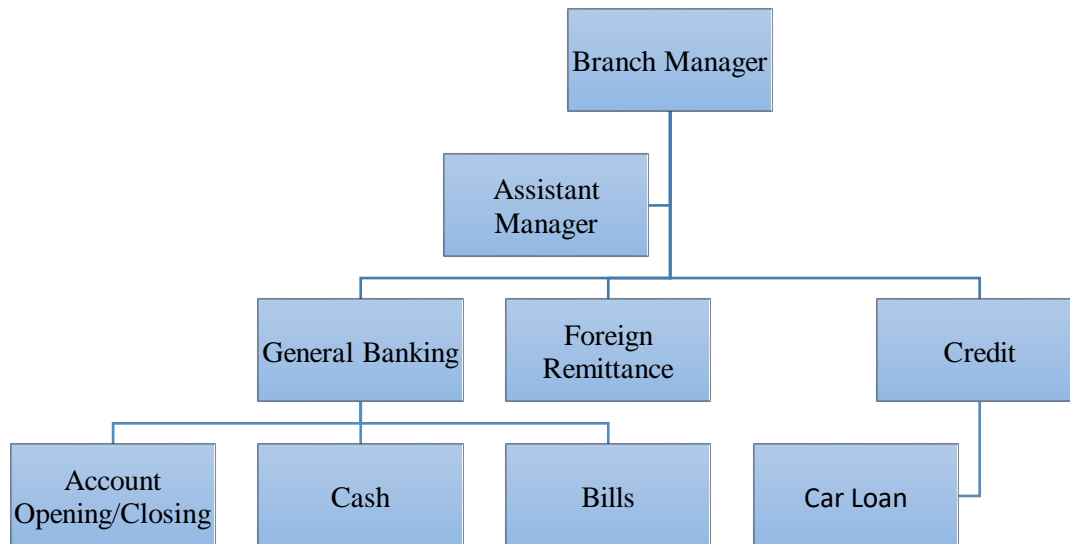 Branch Manager
Assistant
Manager
General Banking
Foreign
Remittance
Credit
Account
Opening/Closing
Cash
Bills
Car Loan